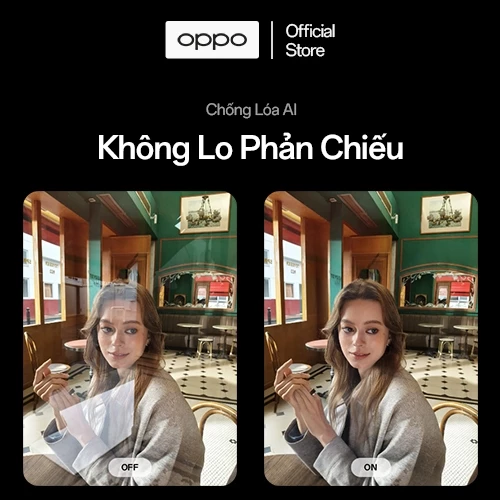 oppo
Official
Store
Chống Lóa AI
Không Lo Phản Chiếu
OFF
ON